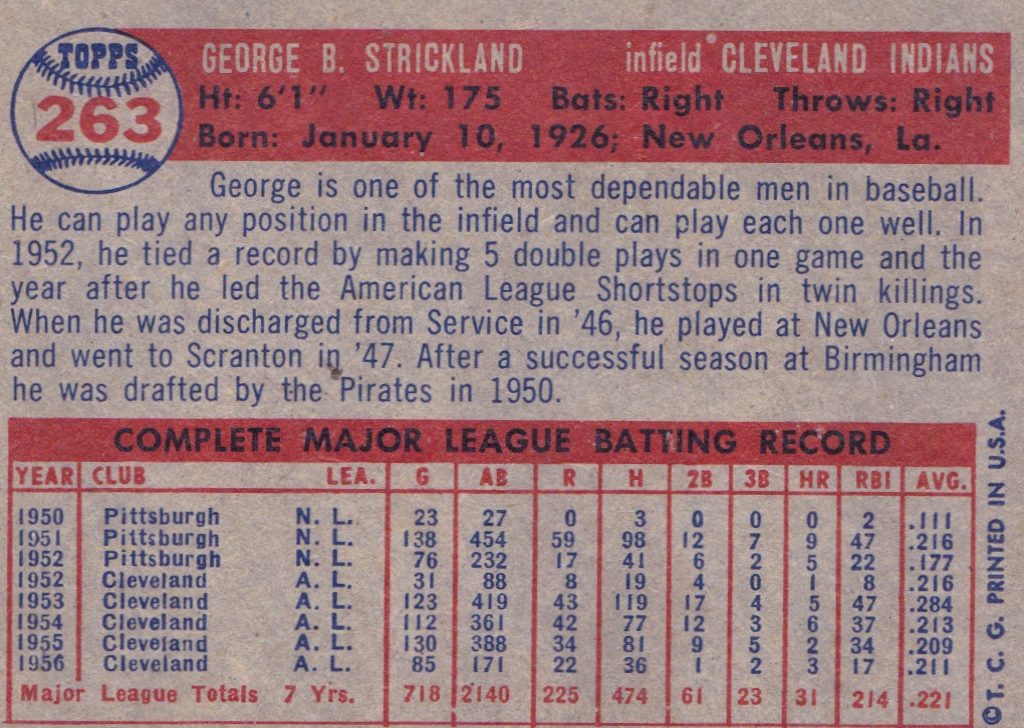 TOPPS
263
GEORGE B. STRICKLAND infield CLEVELAND INDIANS
Ht: 6'1" Wt: 175 Bats: Right Throws: Right
Born: January 10, 1926; New Orleans, La.
George is one of the most dependable men in baseball.
He can play any position in the infield and can play each one well. In
1952, he tied a record by making 5 double plays in one game and the
year after he led the American League Shortstops in twin killings.
When he was discharged from Service in '46, he played at New Orleans
and went to Scranton in '47. After a successful season at Birmingham
he was drafted by the Pirates in 1950.
COMPLETE MAJOR LEAGUE BATTING RECORD
YEAR CLUB LEA. G AB R H 2B 3B HR RBI AVG.
1950 Pittsburgh N. L. 23 27 0 3 0 0 0 2 .111
1951 Pittsburgh N. L. 138 454 59 98 12 7 9 47 .216
1952 Pittsburgh N. L. 76 232 17 41 6 2 5 22 .177
1952 Cleveland A. L. 31 88 8 19 4 0 1 8 .216
1953 Cleveland A. L. 123 419 43 119 17 4 5 47 .284
1954 Cleveland A. L. 112 361 42 77 12 3 6 37 .213
1955 Cleveland A. L. 130 388 34 81 9 5 2 34 .209
1956 Cleveland A. L. 85 171 22 36 1 2 3 17 .211
Major League Totals 7 Yrs. 718 2140 225 474 61 23 31 214 .221
©T. C. G. PRINTED IN U.S.A.